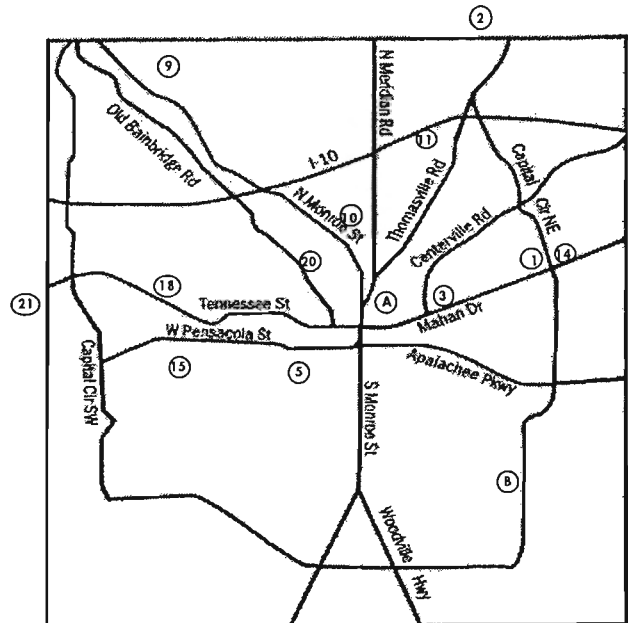 2
9
N Meridian Rd
Old Bainbridge Rd
11
I-10
Capital Cir NE
Thomasville Rd
10
N Monroe St
Centerville Rd
20
1
14
18
A
3
21
Tennessee St
Mahan Dr
W Pensacola St
Apalachee Pkwy
15
5
Capital Cir SW
S Monroe St
B
Woodville Hwy